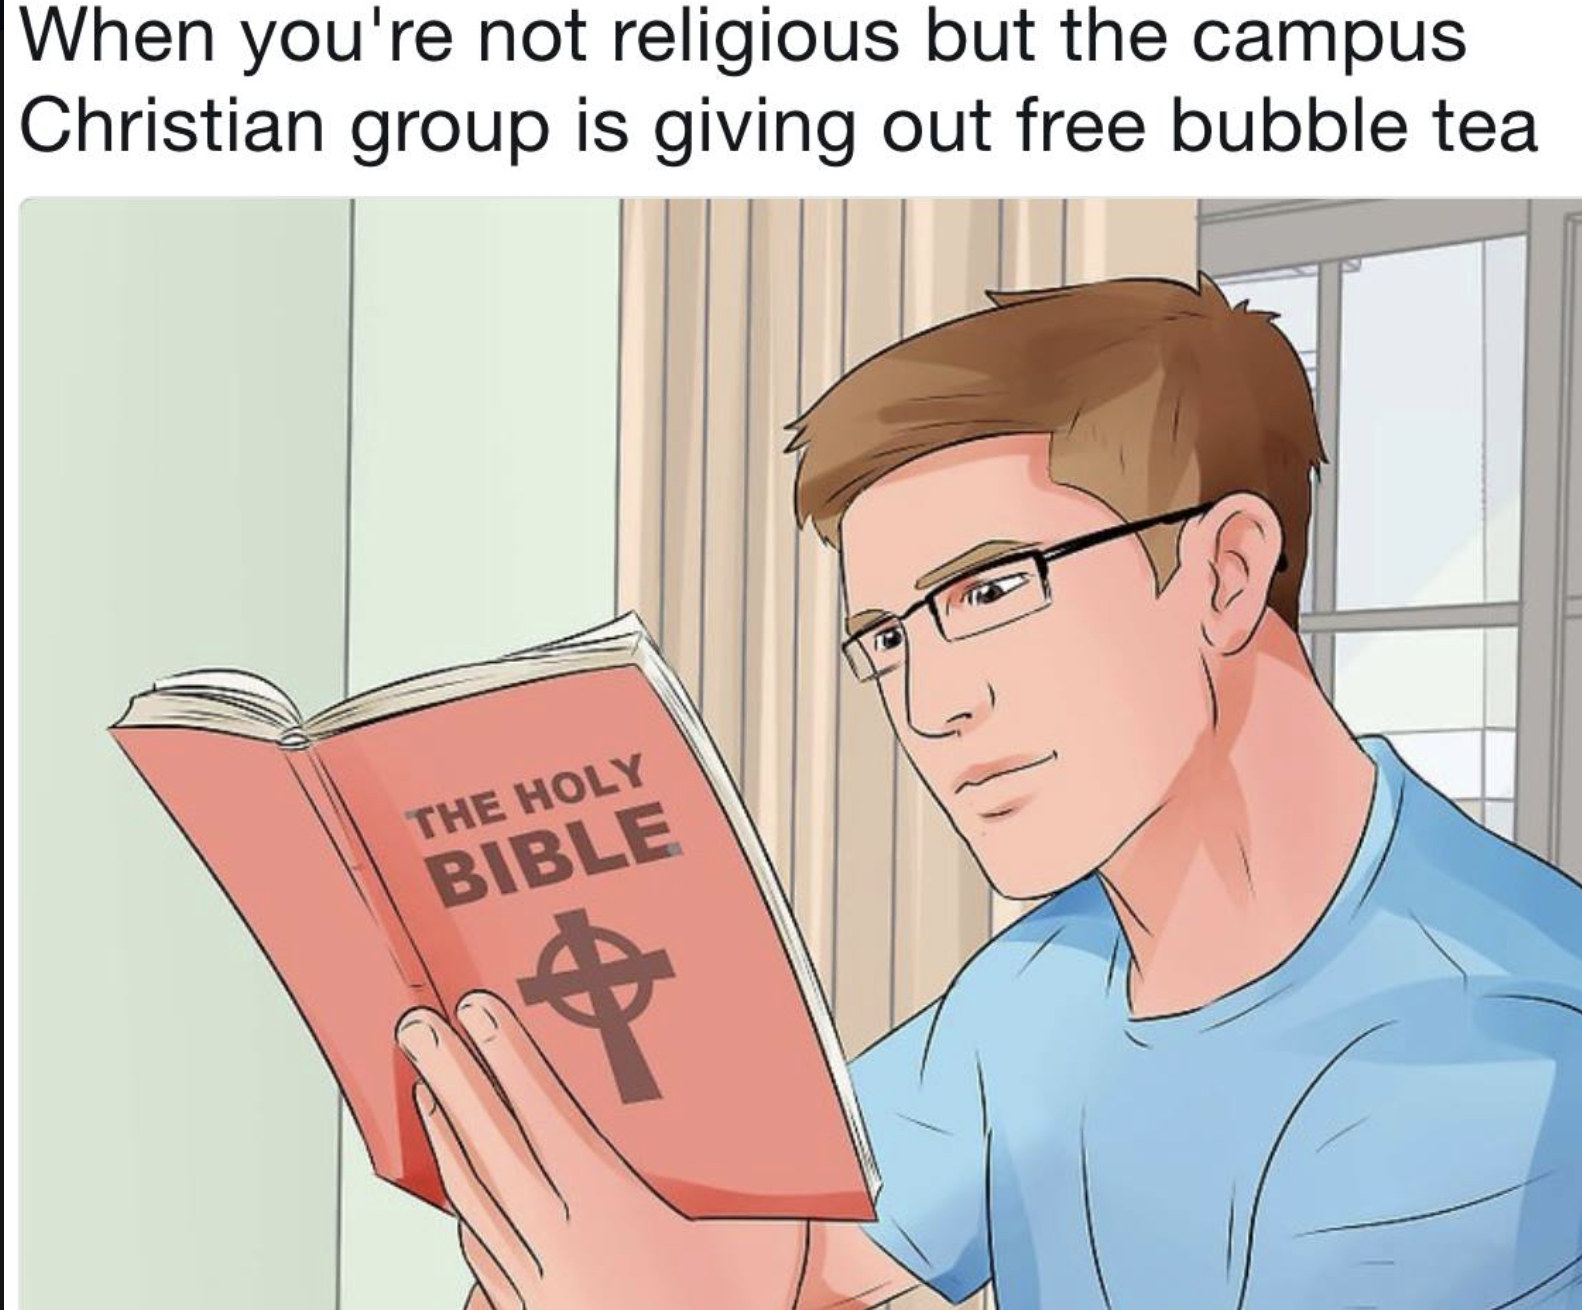 When you're not religious but the campus
Christian group is giving out free bubble tea
THE HOLY
BIBLE